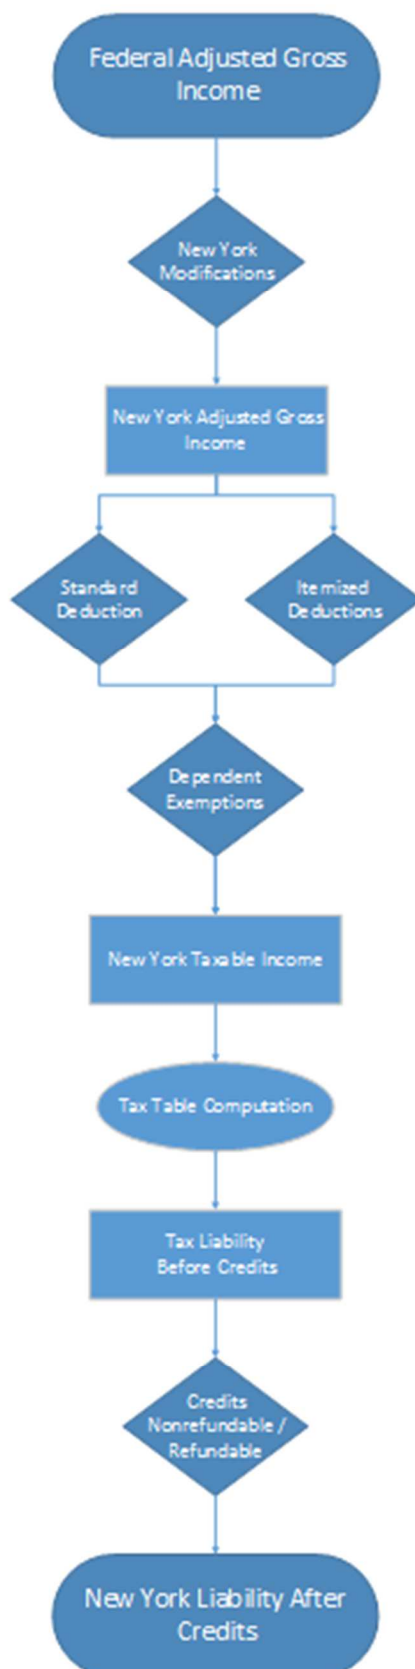 Federal Adjusted Gross
Income
New York
Modifications
New York Adjusted Gross
Income
Standard
Deduction
Itemized
Deductions
Dependent
Exemptions
New York Taxable Income
Tax Table Computation
Tax Liability
Before Credits
Credits
Nonrefundable /
Refundable
New York Liability After
Credits